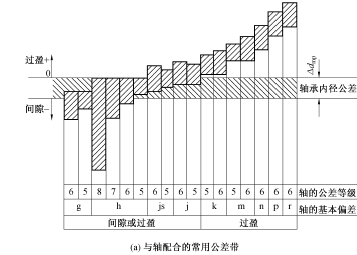 过盈+
0
间隙−
Δdmp
轴承内径公差
6 5 8 7 6 5 6 5 6 5 5 6 5 6 6 6 6 轴的公差等级
g h js j k m n p r 轴的基本偏差
间隙或过盈 过盈
(a) 与轴配合的常用公差带